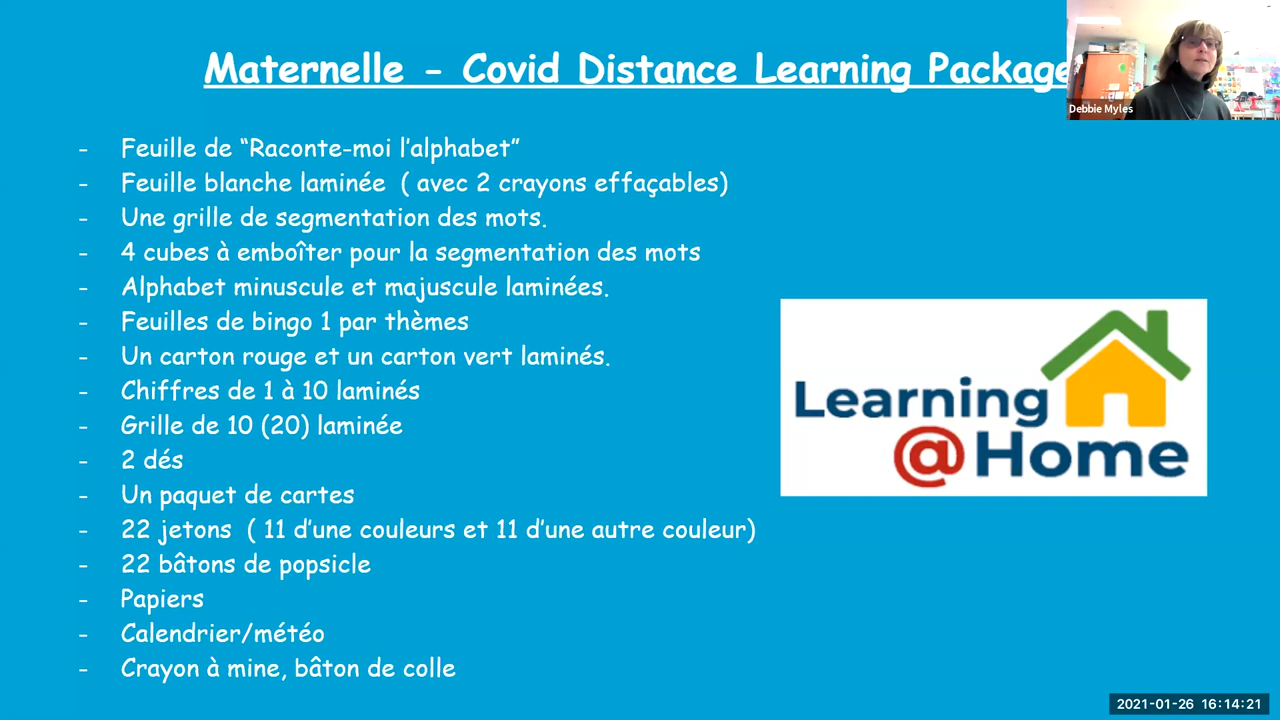 Maternelle - Covid Distance Learning Package
Debbie Myles
- Feuille de “Raconte-moi l’alphabet”
- Feuille blanche laminée ( avec 2 crayons effaçables)
- Une grille de segmentation des mots.
- 4 cubes à emboîter pour la segmentation des mots
- Alphabet minuscule et majuscule laminées.
- Feuilles de bingo 1 par thèmes
- Un carton rouge et un carton vert laminés.
- Chiffres de 1 à 10 laminés
- Grille de 10 (20) laminée
- 2 dés
- Un paquet de cartes
- 22 jetons ( 11 d’une couleurs et 11 d’une autre couleur)
- 22 bâtons de popsicle
- Papiers
- Calendrier/météo
- Crayon à mine, bâton de colle
Learning
@Home
2021-01-26 16:14:21